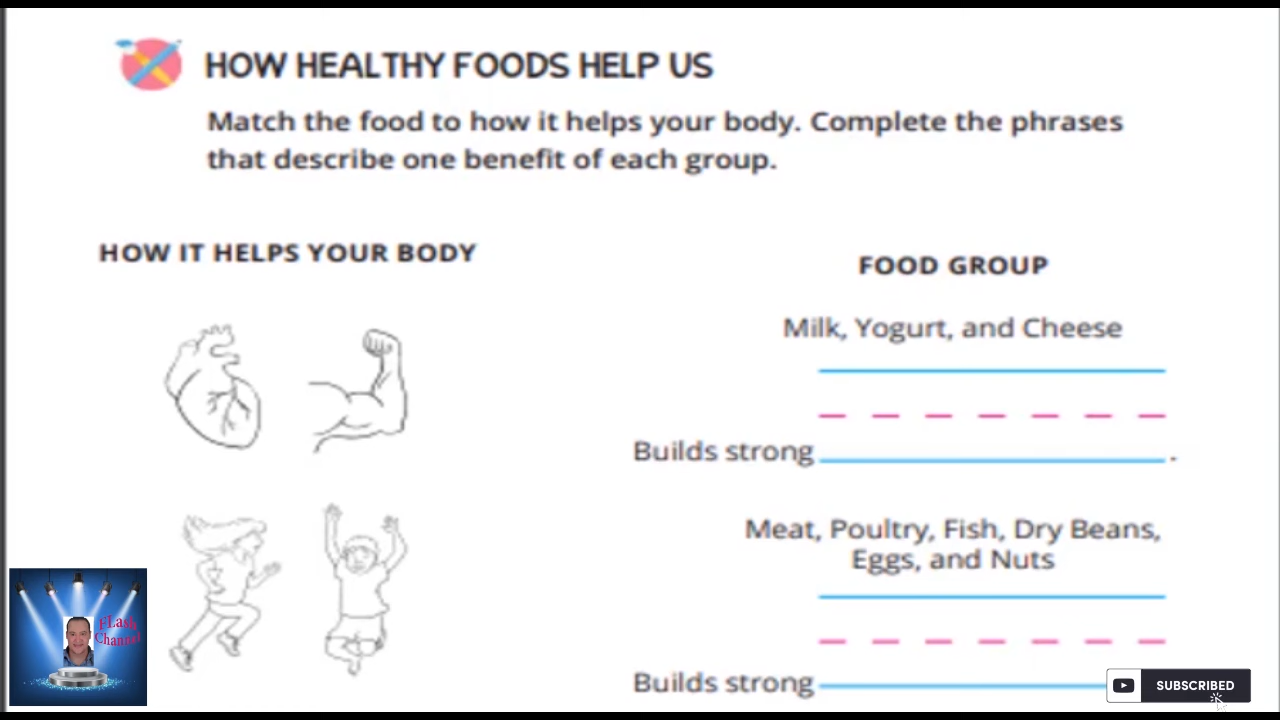 HOW HEALTHY FOODS HELP US
Match the food to how it helps your body. Complete the phrases
that describe one benefit of each group.
HOW IT HELPS YOUR BODY
FOOD GROUP
Milk, Yogurt, and Cheese
Builds strong .
Meat, Poultry, Fish, Dry Beans,
Eggs, and Nuts
Builds strong
FLash
Channel
SUBSCRIBED